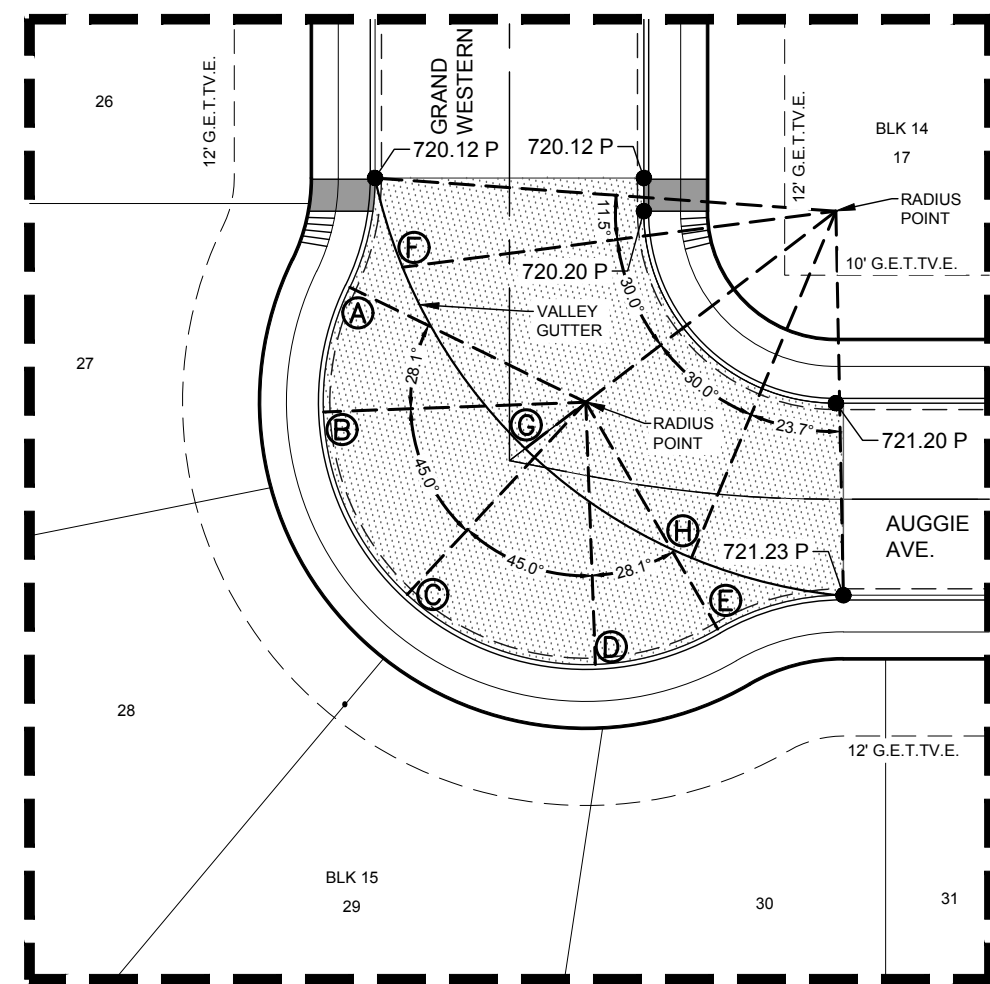 26
12' G.E.T.TV.E.
GRAND
WESTERN
720.12 P
720.12 P
12' G.E.T.TV.E.
BLK 14
17
RADIUS
POINT
11.5°
F
720.20 P
10' G.E.T.TV.E.
30.0°
A
VALLEY
GUTTER
27
28.1°
30.0°
B
G
RADIUS
POINT
23.7°
721.20 P
45.0°
H
721.23 P
AUGGIE
AVE.
45.0°
28.1°
C
E
D
28
12' G.E.T.TV.E.
BLK 15
29
30
31